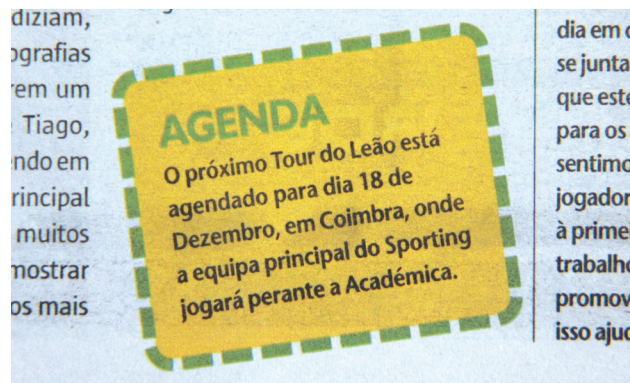 diziam,
ografias
rem um
Tiago,
ndo em
rincipal
muitos
mostrar
os mais
AGENDA
O próximo Tour do Leão está
agendado para dia 18 de
Dezembro, em Coimbra, onde
a equipa principal do Sporting
jogará perante a Académica.
dia em
se junta
que este
para os
sentimo
jogador
à prime
trabalho
promov
isso ajud